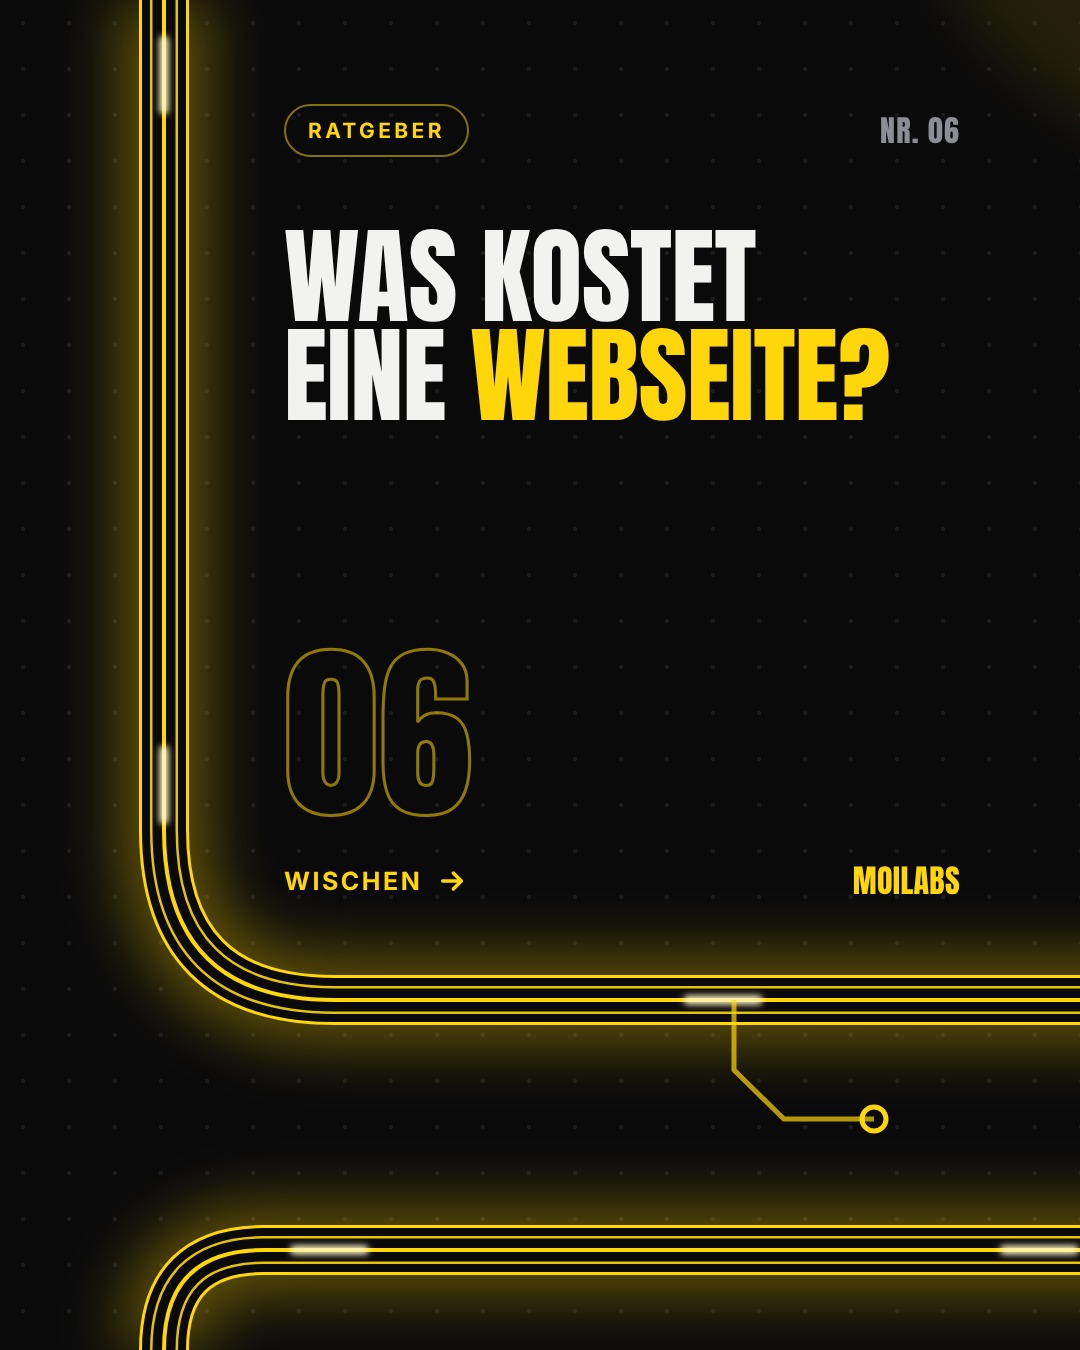 RATGEBER
NR. 06
WAS KOSTET
EINE WEBSEITE?
06
WISCHEN →
MOILABS